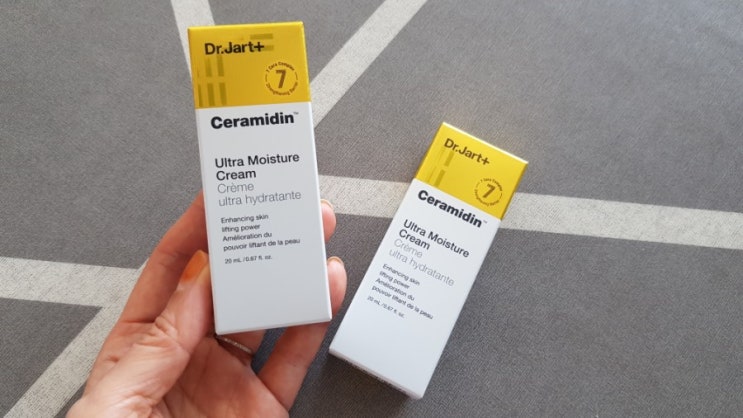 Dr.Jart+
7
Ceramidin™
Ultra Moisture
Cream
Crème
ultra hydratante
Enhancing skin
lifting power
Amélioration du
pouvoir liftant de la peau
20 mL / 0.67 fl. oz.
Dr.Jart+
7
Ceramidin™
Ultra Moisture
Cream
Crème
ultra hydratante
Enhancing skin
lifting power
Amélioration du
pouvoir liftant de la peau
20 mL / 0.67 fl. oz.